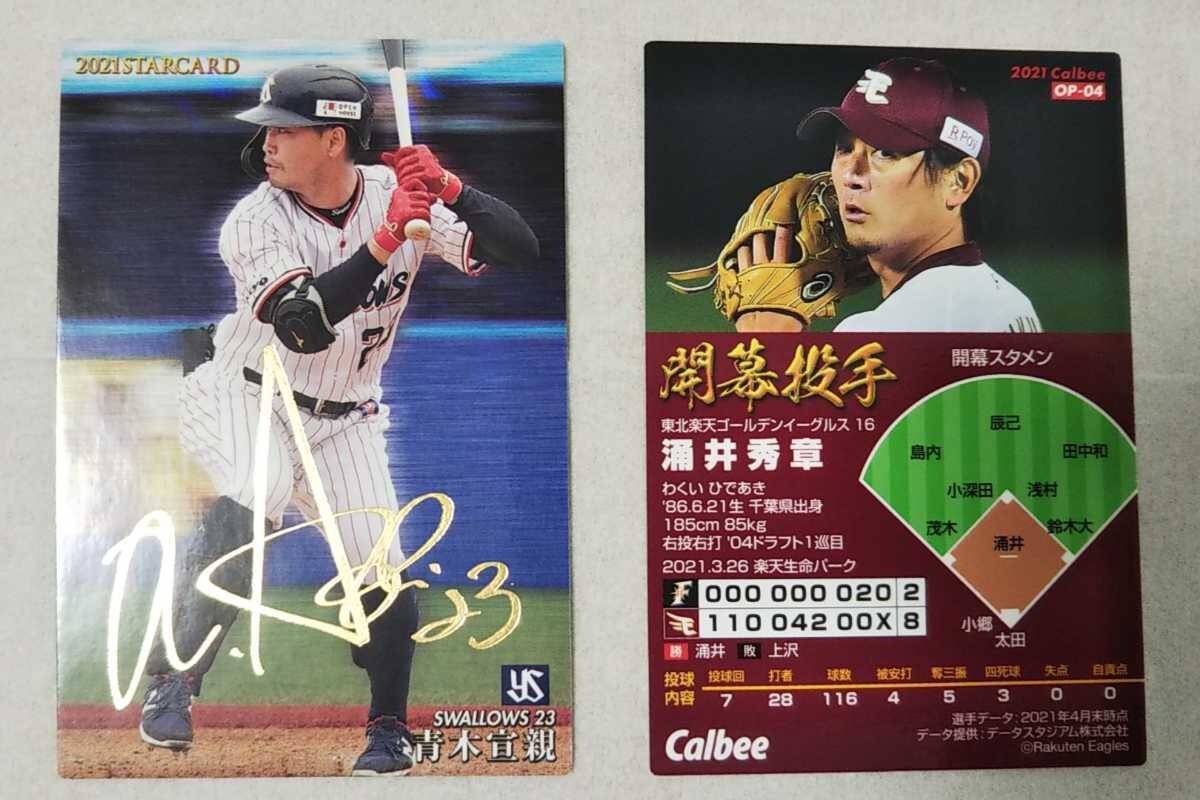 2021 STARCARD
OPEN HOUSE
SWALLOWS 23
青木宣親
23
2021 Calbee
OP-04
R Pay
開幕投手
東北楽天ゴールデンイーグルス 16
涌井秀章
わくい ひであき
'86.6.21生 千葉県出身
185cm 85kg
右投右打 '04ドラフト1巡目
2021.3.26 楽天生命パーク
F 000 000 020 2
E 110 042 00X 8
勝 涌井 敗 上沢
開幕スタメン
辰己
島内 田中和
小深田 浅村
茂木 鈴木大
涌井
小郷
太田
投球内容
投球回 打者 球数 被安打 奪三振 四死球 失点 自責点
7 28 116 4 5 3 0 0
選手データ：2021年4月末時点
データ提供：データスタジアム株式会社
©Rakuten Eagles
Calbee